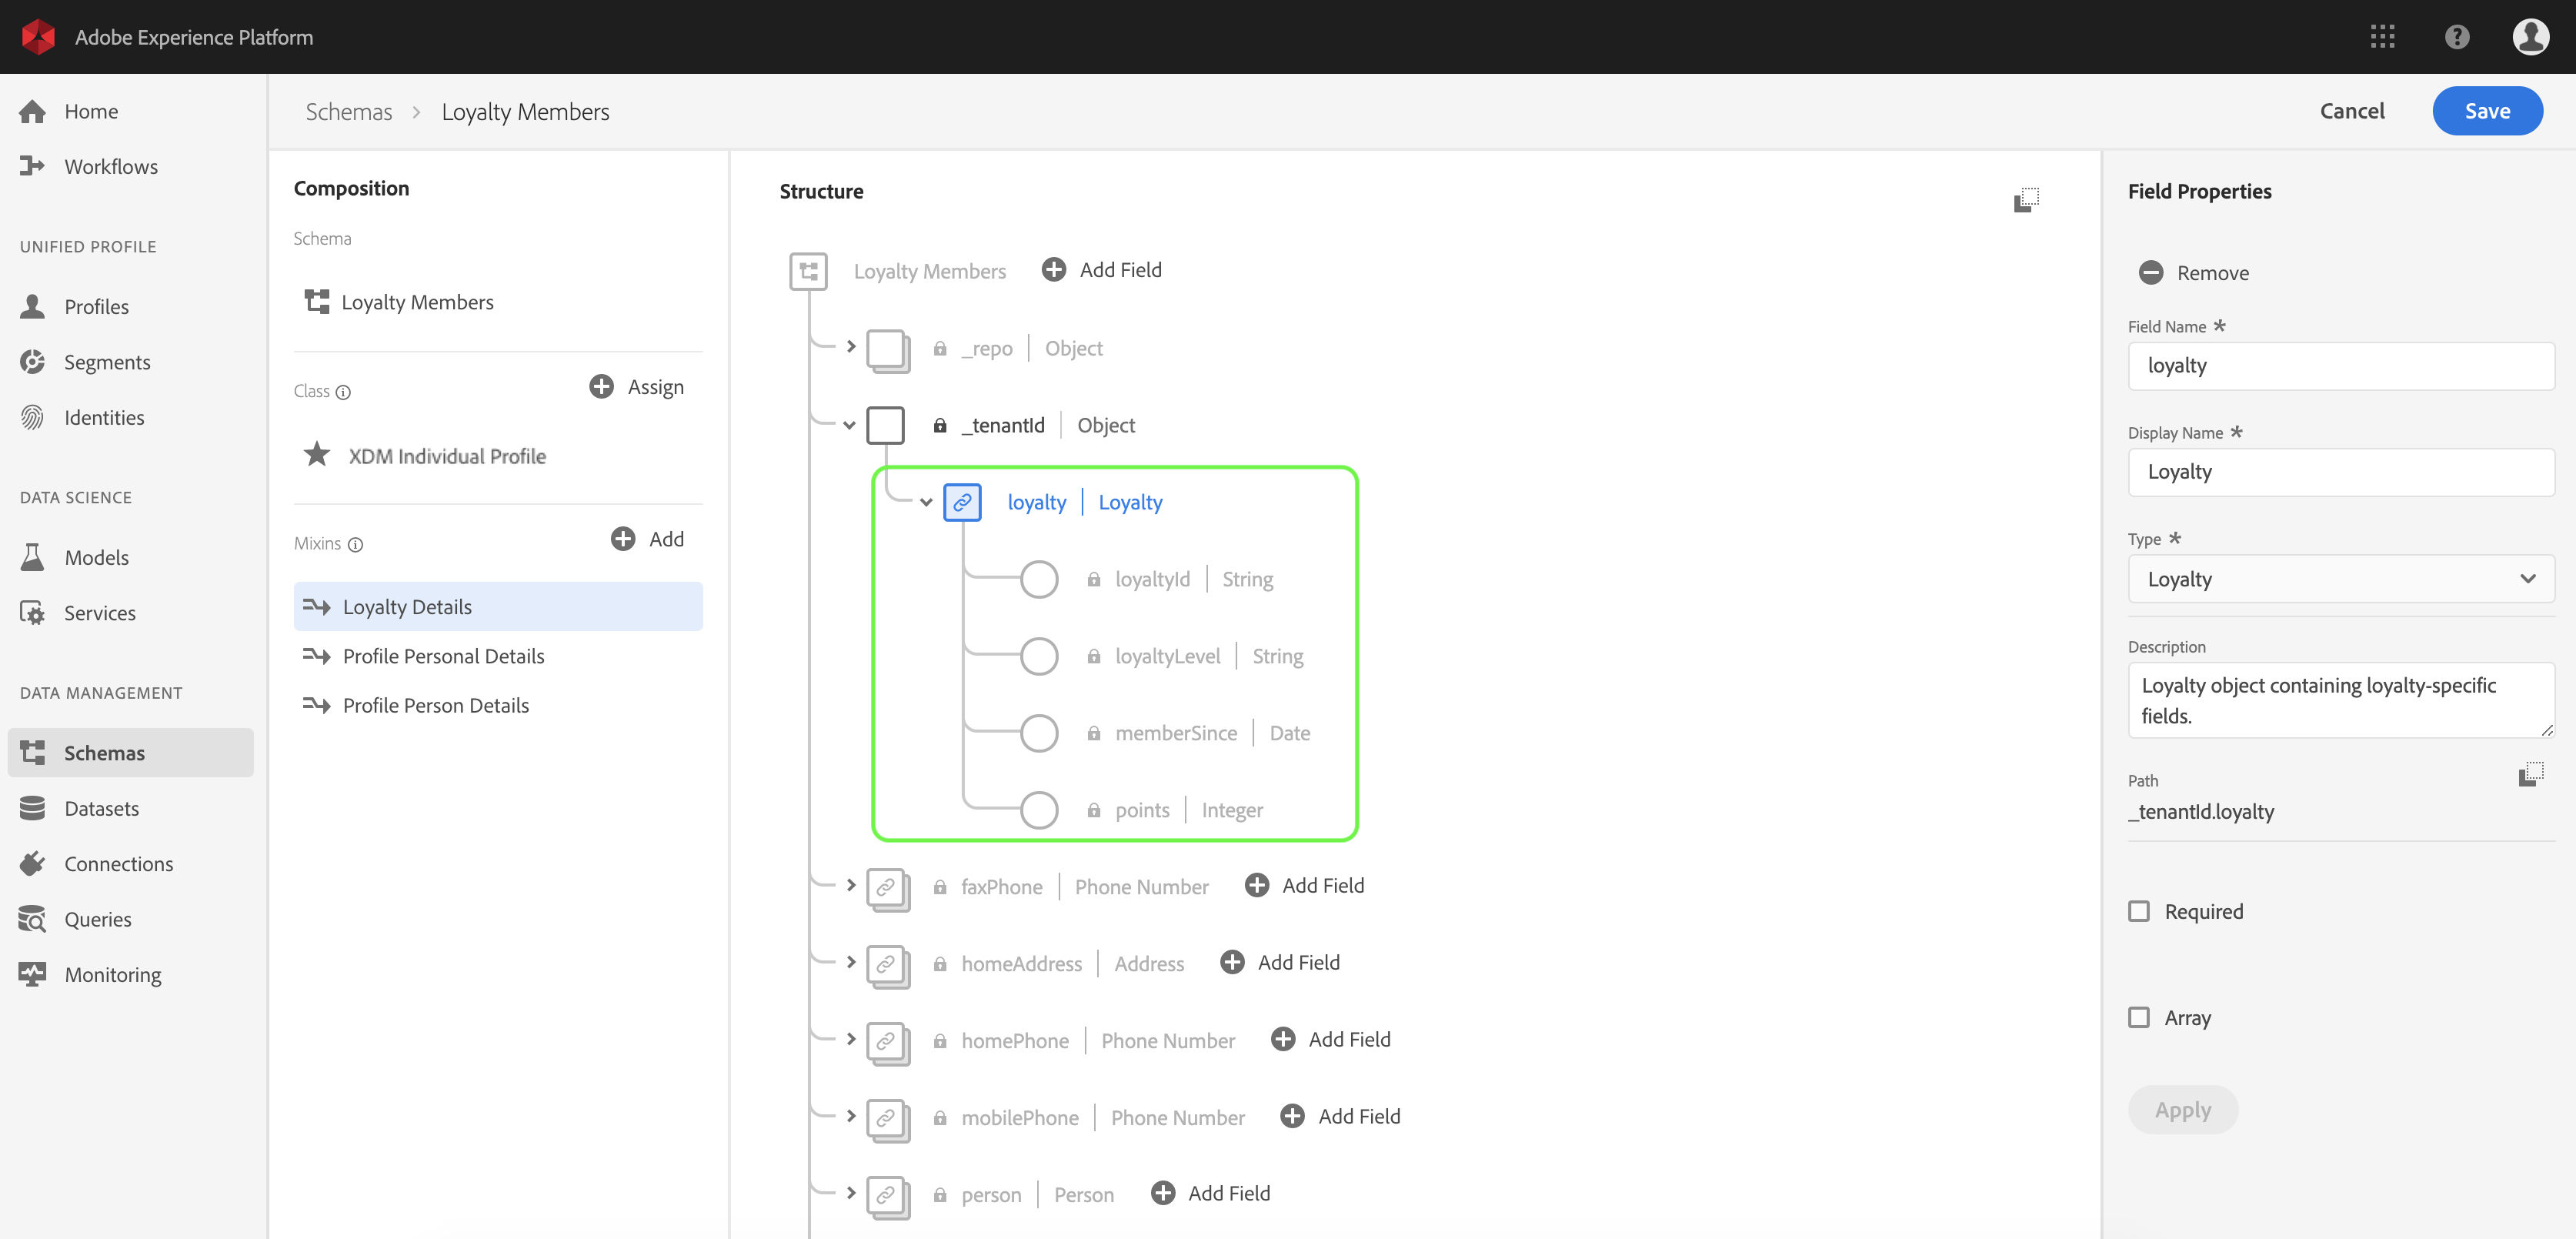 Adobe Experience Platform
Home
Workflows
UNIFIED PROFILE
Profiles
Segments
Identities
DATA SCIENCE
Models
Services
DATA MANAGEMENT
Schemas
Datasets
Connections
Queries
Monitoring
Schemas > Loyalty Members
Cancel
Save
Composition
Schema
Loyalty Members
Class
Assign
XDM Individual Profile
Mixins
Add
Loyalty Details
Profile Personal Details
Profile Person Details
Structure
Loyalty Members Add Field
_repo | Object
_tenantId | Object
loyalty | Loyalty
loyaltyId | String
loyaltyLevel | String
memberSince | Date
points | Integer
faxPhone | Phone Number Add Field
homeAddress | Address Add Field
homePhone | Phone Number Add Field
mobilePhone | Phone Number Add Field
person | Person Add Field
Field Properties
Remove
Field Name *
loyalty
Display Name *
Loyalty
Type *
Loyalty
Description
Loyalty object containing loyalty-specific
fields.
Path
_tenantId.loyalty
Required
Array
Apply